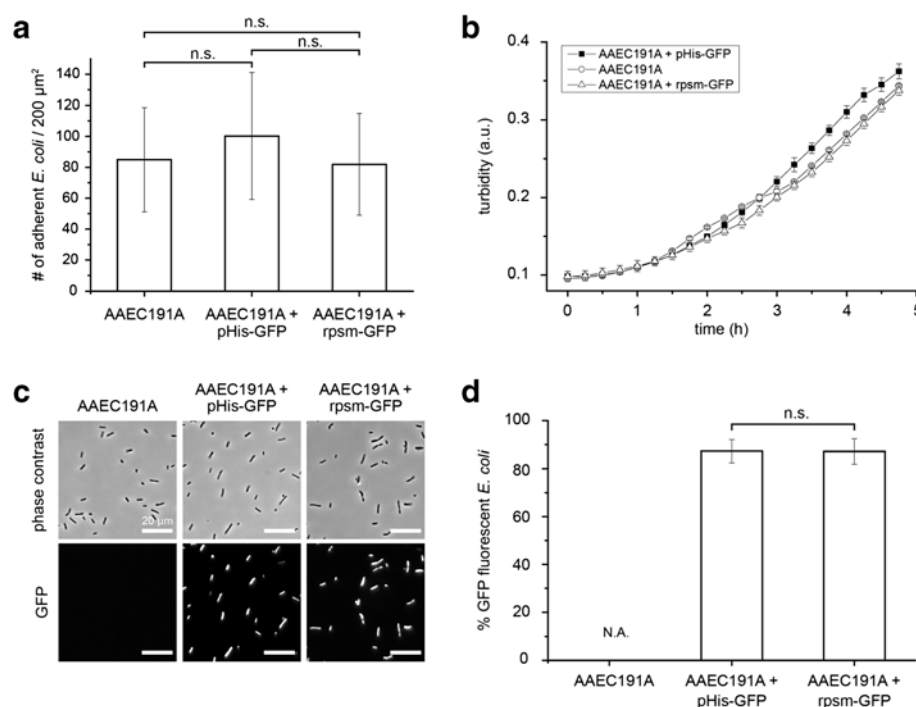 a
n.s.
n.s.
n.s.
# of adherent E. coli / 200 µm²
140
120
100
80
60
40
20
0
AAEC191A
AAEC191A +
pHis-GFP
AAEC191A +
rpsm-GFP
b
0.4
0.3
0.2
0.1
turbidity (a.u.)
AAEC191A + pHis-GFP
AAEC191A
AAEC191A + rpsm-GFP
0
1
2
3
4
5
time (h)
c
AAEC191A
AAEC191A +
pHis-GFP
AAEC191A +
rpsm-GFP
phase contrast
20 µm
GFP
d
% GFP fluorescent E. coli
100
80
60
40
20
0
n.s.
N.A.
AAEC191A
AAEC191A +
pHis-GFP
AAEC191A +
rpsm-GFP